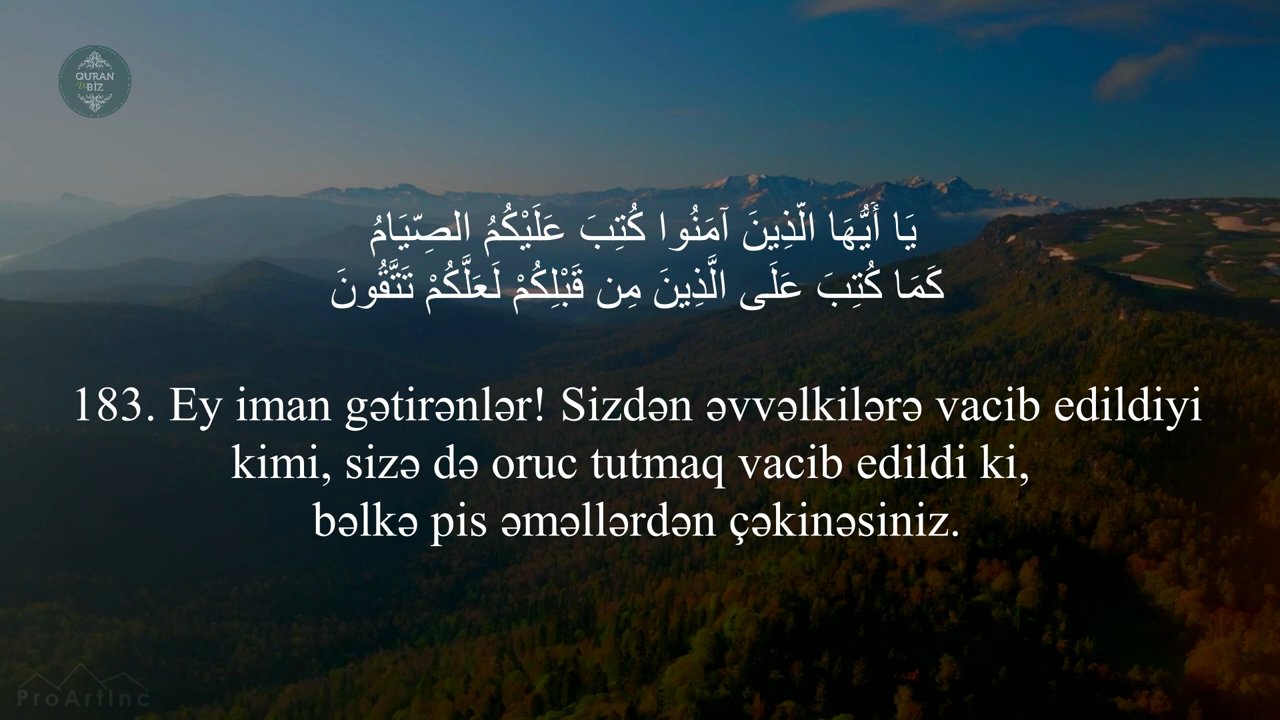 QURAN
Və
BİZ
يَا أَيُّهَا الَّذِينَ آمَنُوا كُتِبَ عَلَيْكُمُ الصِّيَامُ
كَمَا كُتِبَ عَلَى الَّذِينَ مِن قَبْلِكُمْ لَعَلَّكُمْ تَتَّقُونَ
183. Ey iman gətirənlər! Sizdən əvvəlkilərə vacib edildiyi
kimi, sizə də oruc tutmaq vacib edildi ki,
bəlkə pis əməllərdən çəkinəsiniz.
ProArtInc